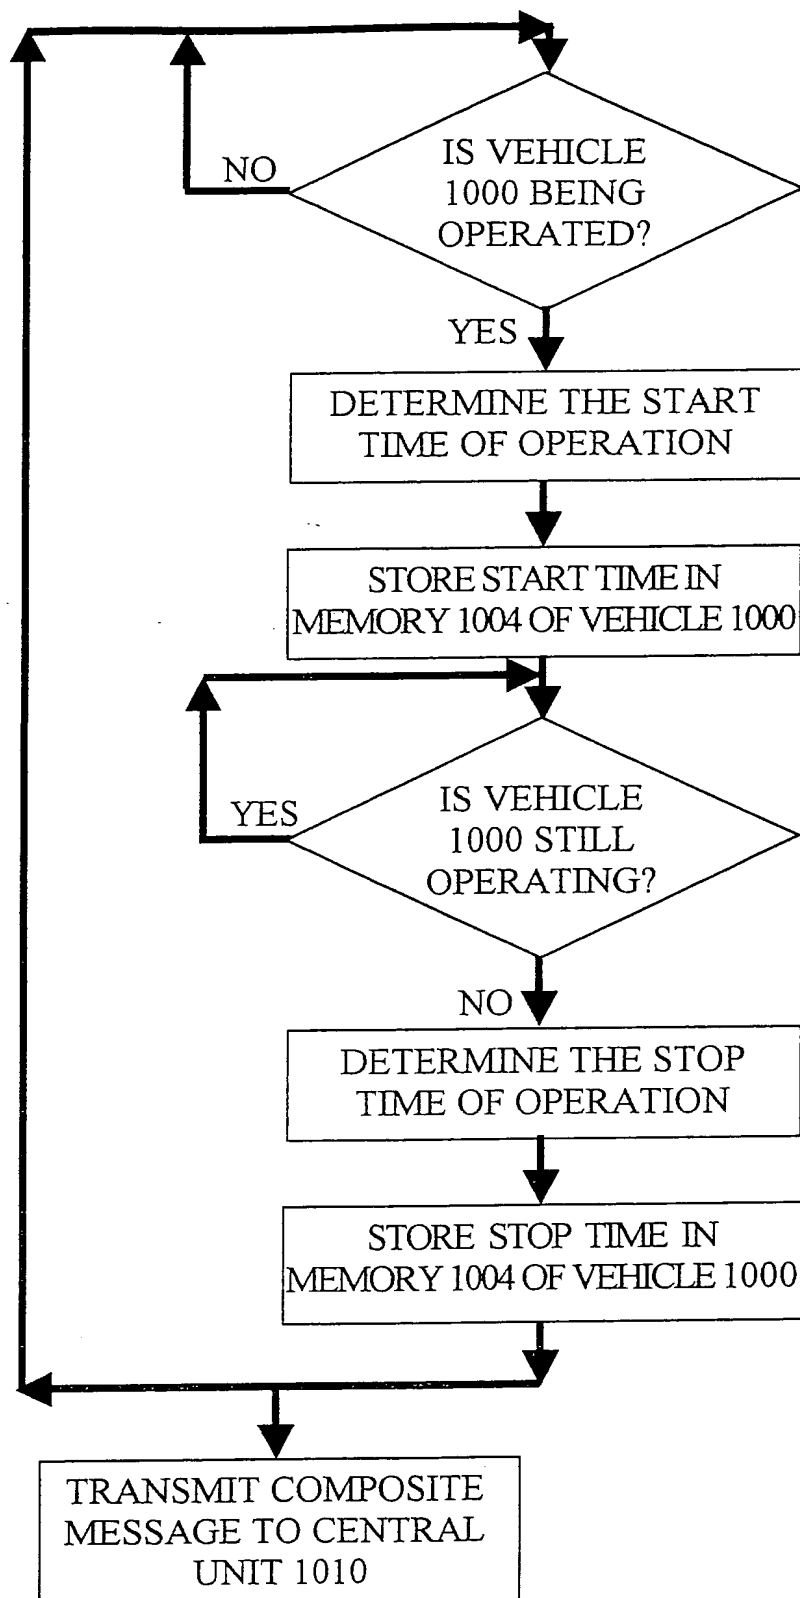 IS VEHICLE
1000 BEING
OPERATED?
NO
YES
DETERMINE THE START
TIME OF OPERATION
STORE START TIME IN
MEMORY 1004 OF VEHICLE 1000
IS VEHICLE
1000 STILL
OPERATING?
YES
NO
DETERMINE THE STOP
TIME OF OPERATION
STORE STOP TIME IN
MEMORY 1004 OF VEHICLE 1000
TRANSMIT COMPOSITE
MESSAGE TO CENTRAL
UNIT 1010